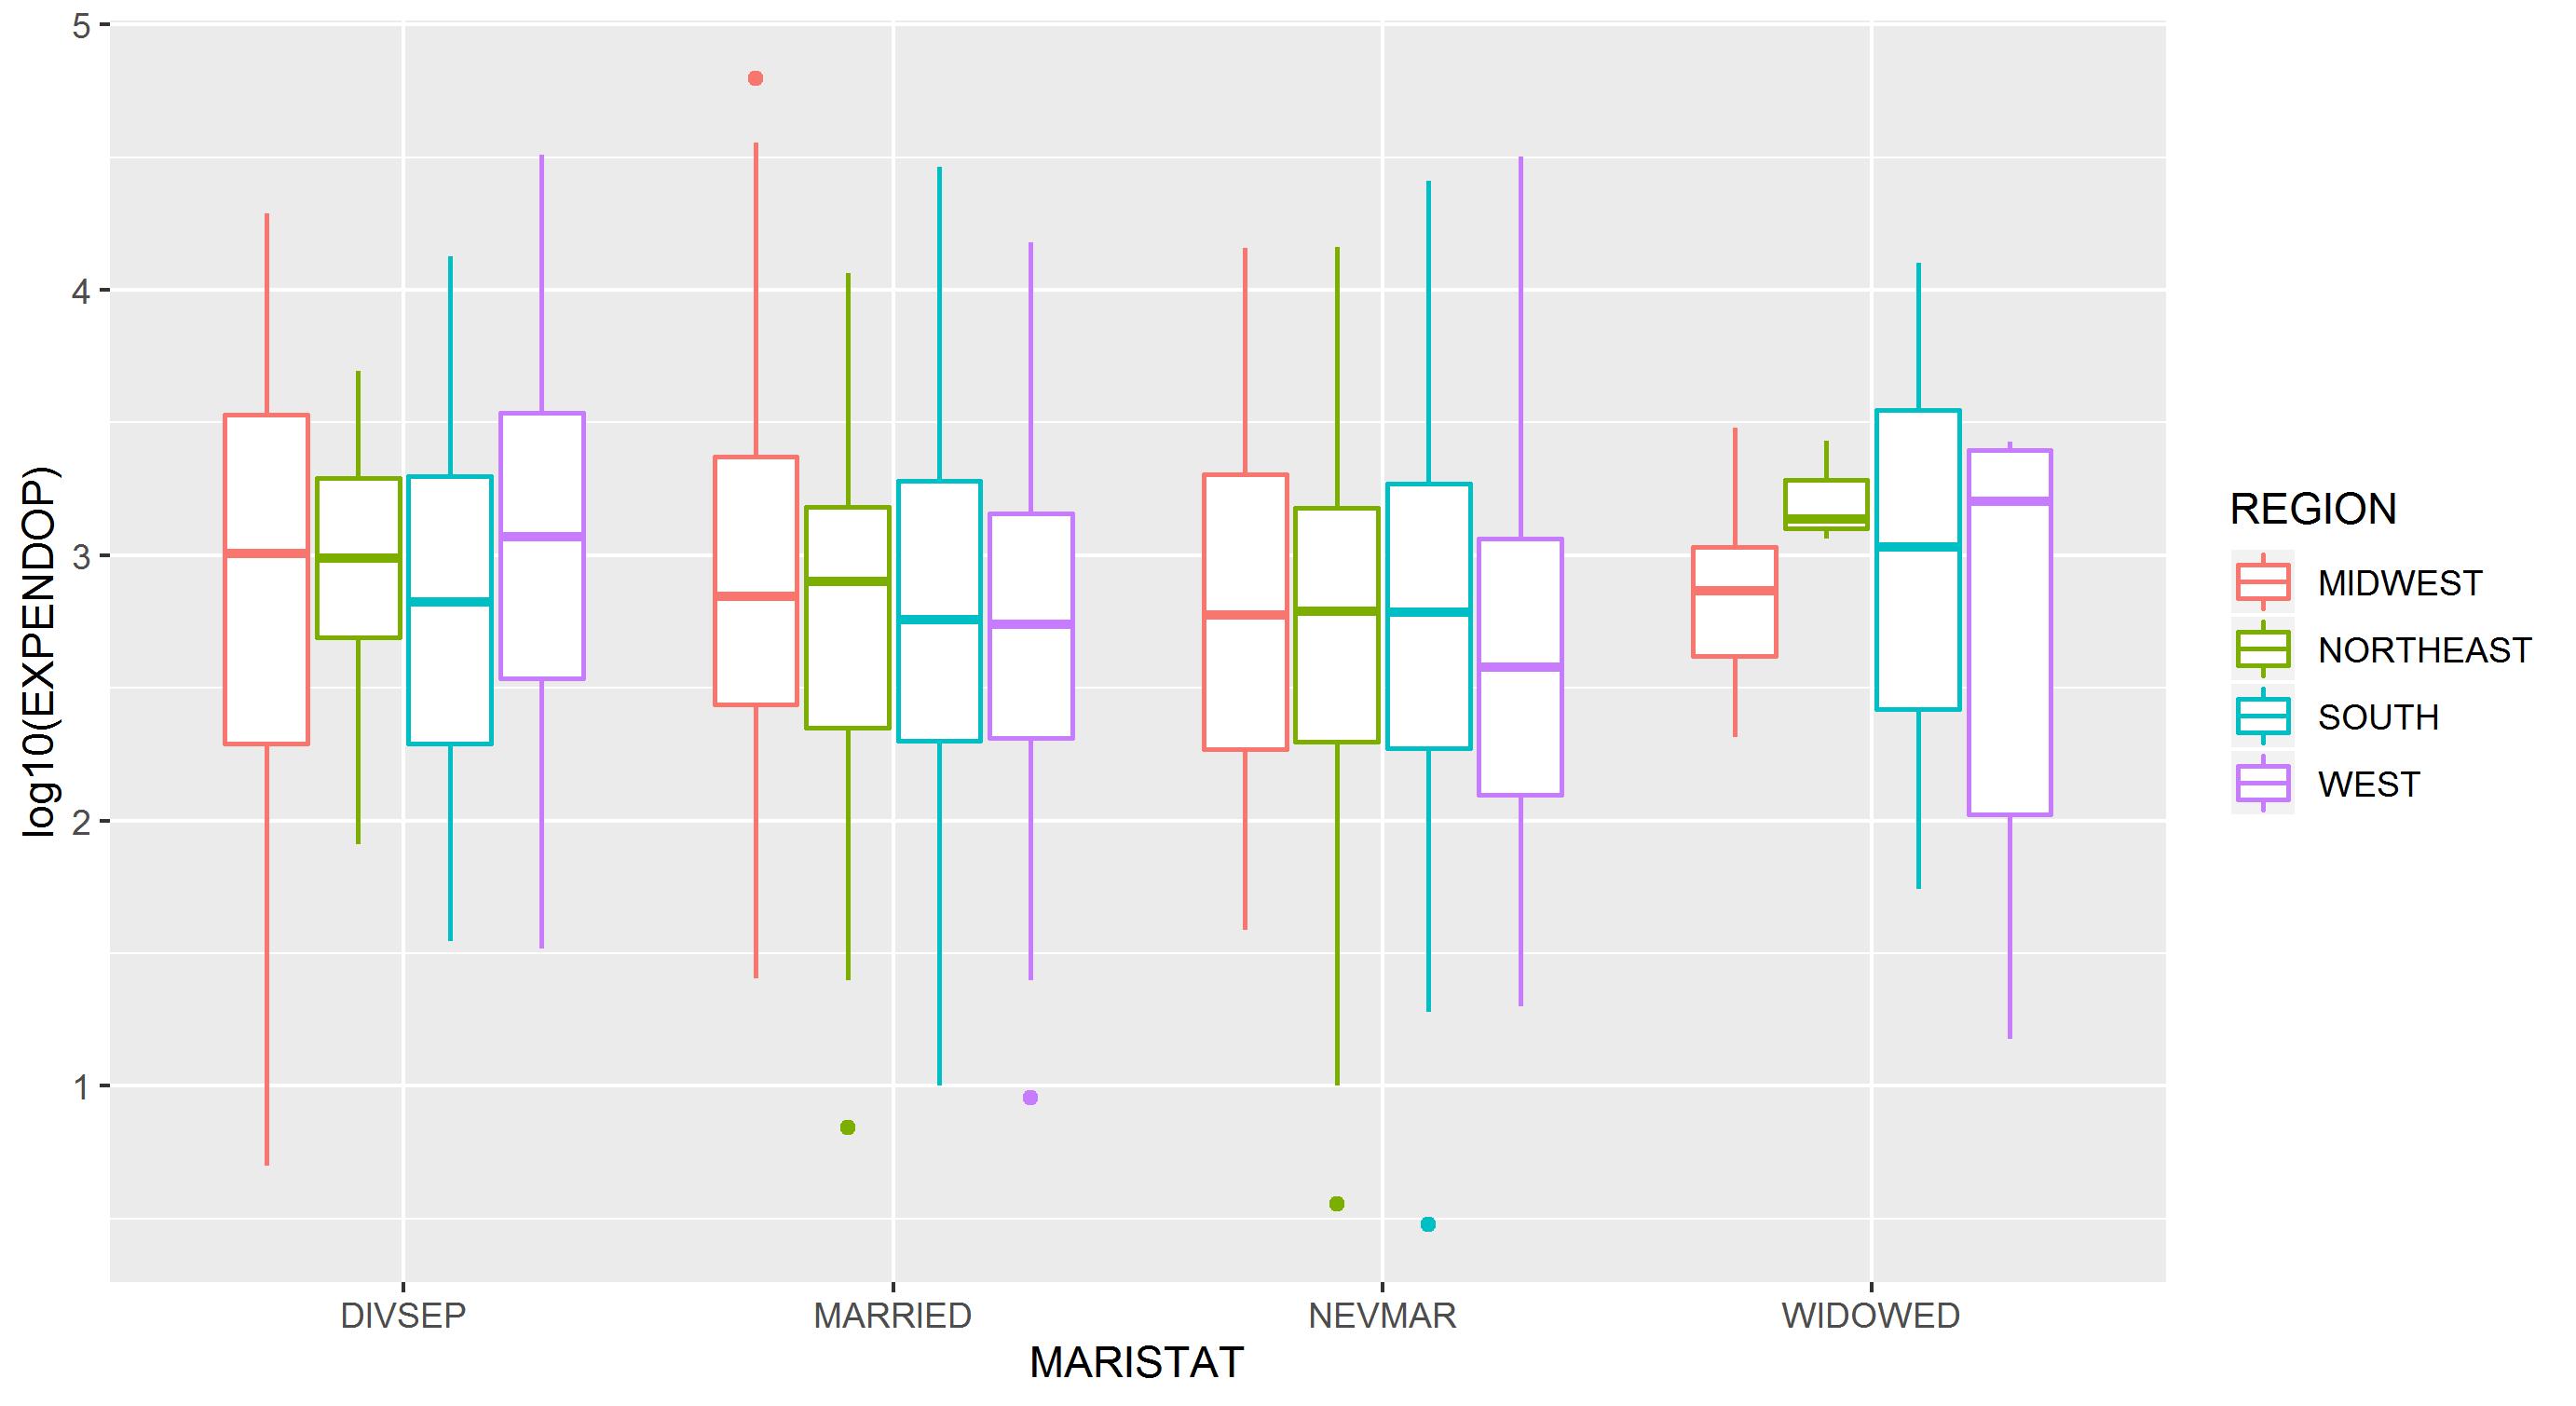 5
4
3
2
1
log10(EXPENDOP)
DIVSEP
MARRIED
NEVMAR
WIDOWED
MARISTAT
REGION
MIDWEST
NORTHEAST
SOUTH
WEST